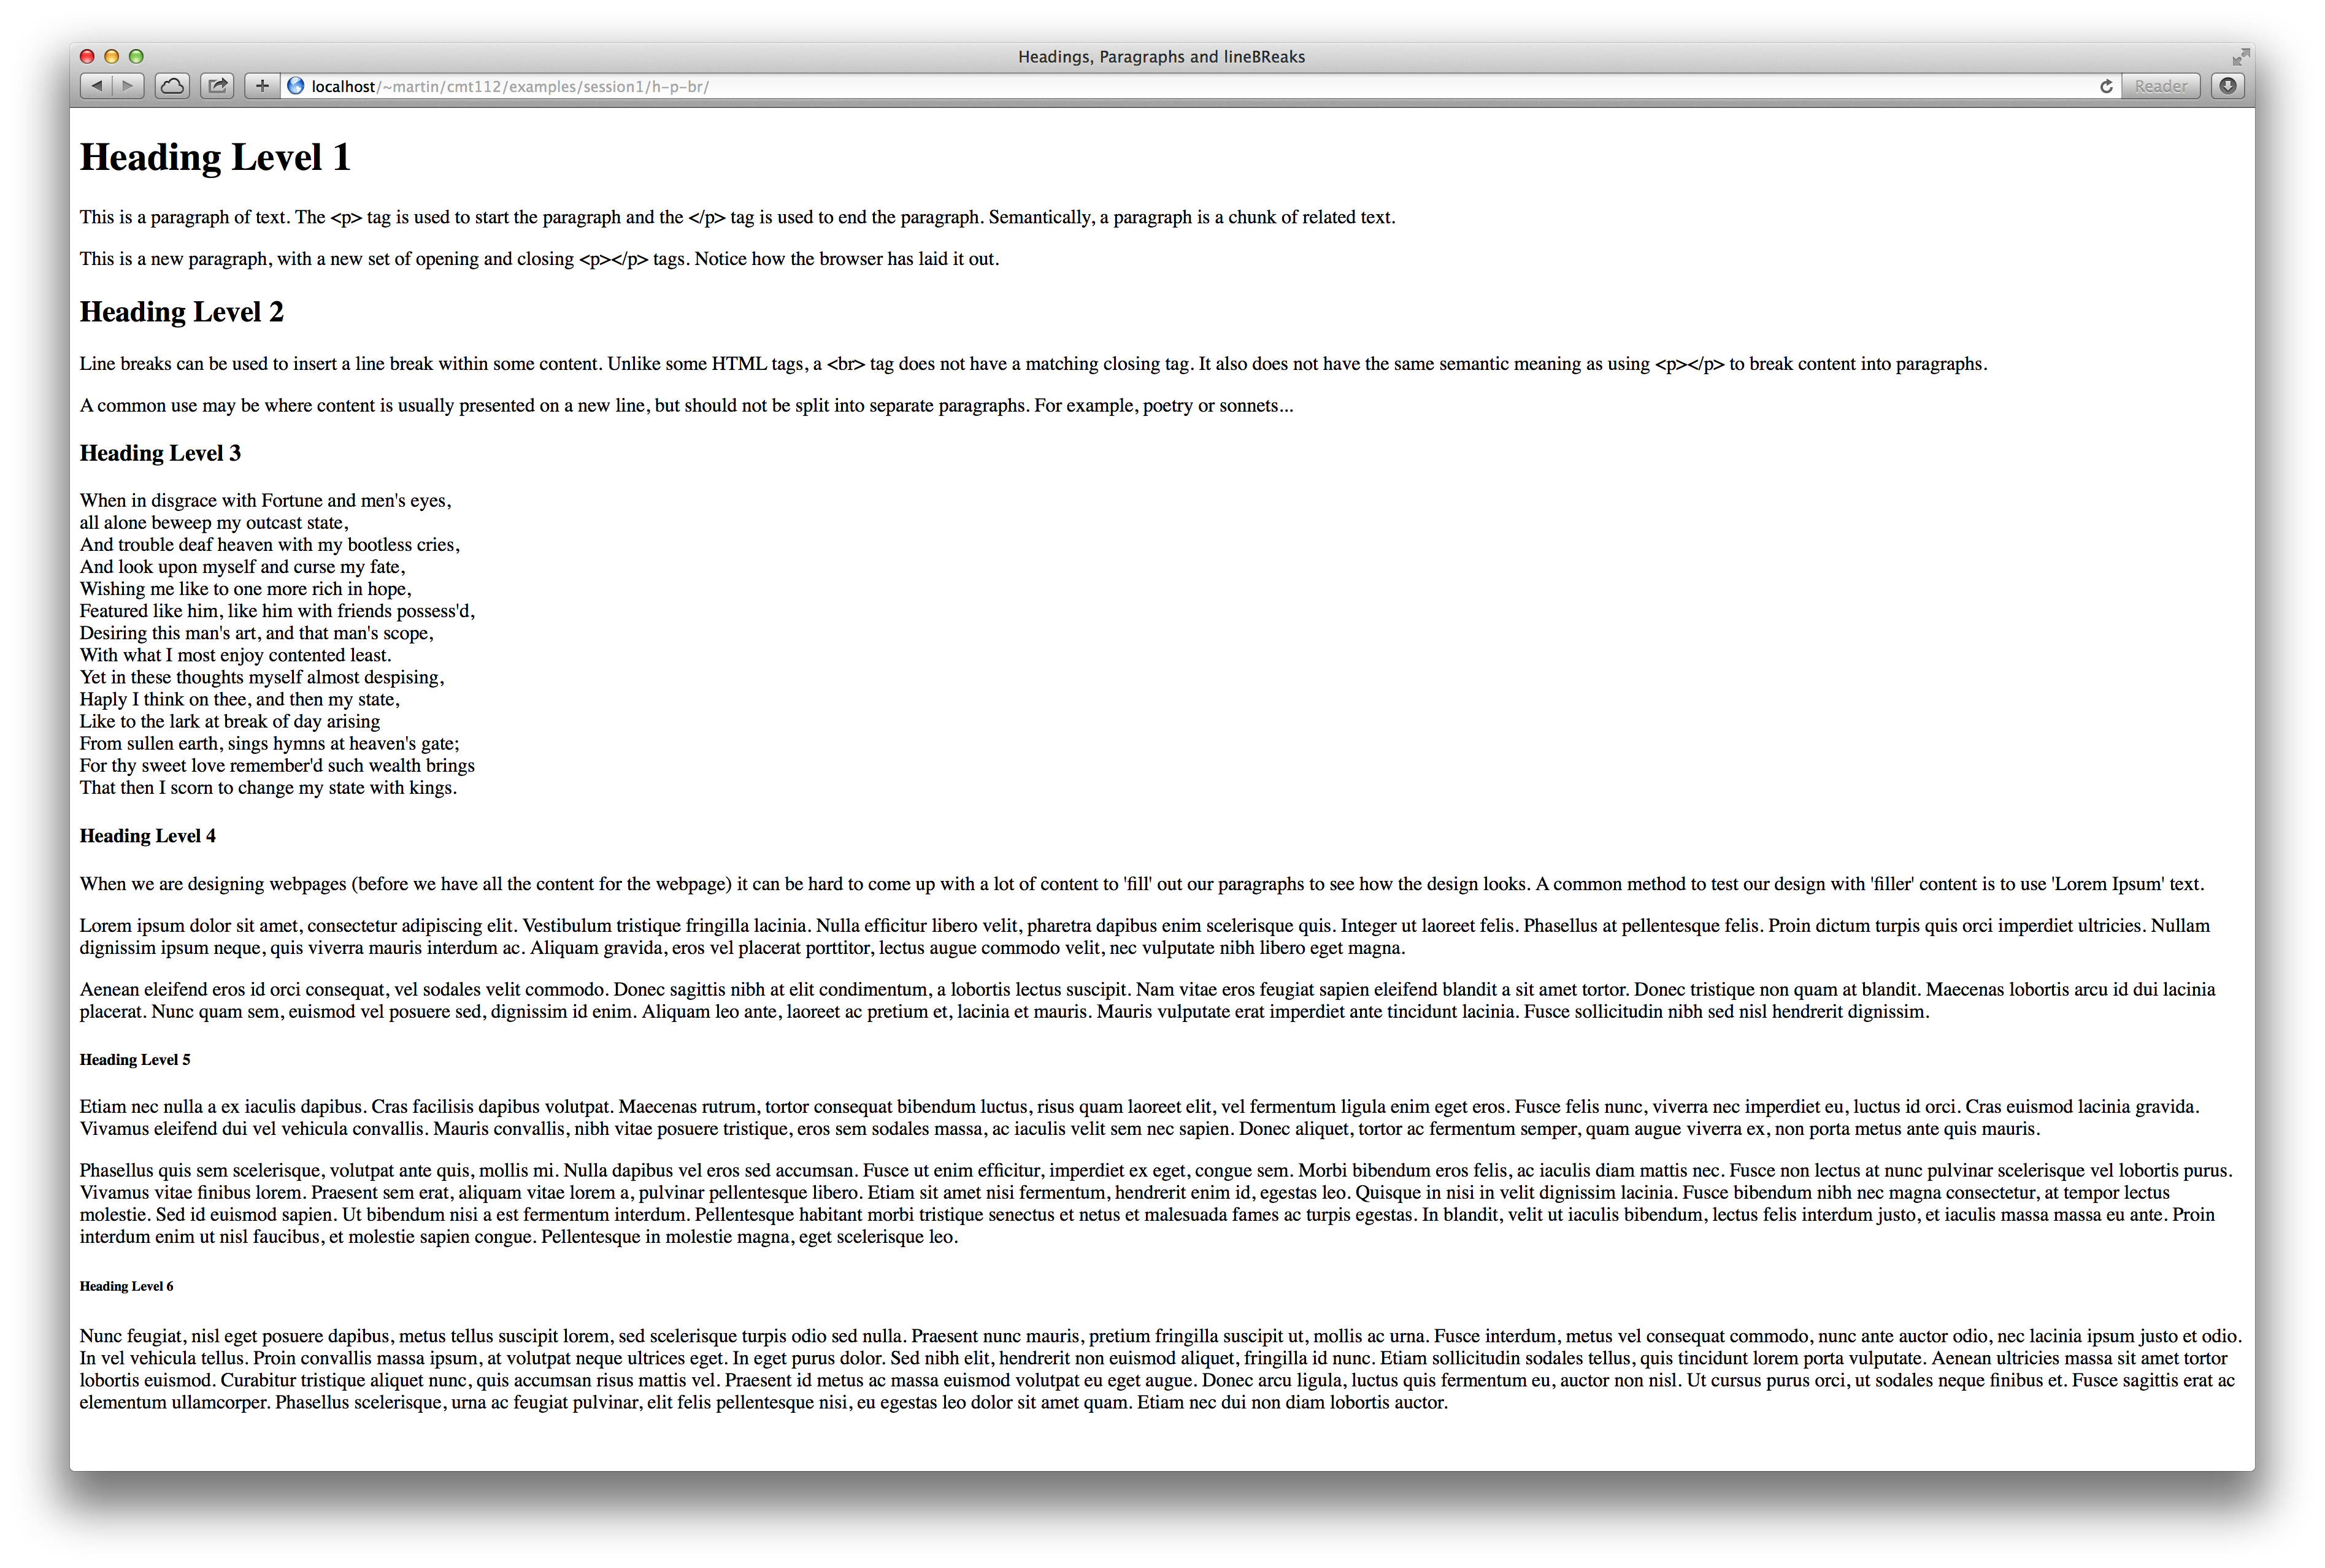 Headings, Paragraphs and lineBReaks
localhost/~martin/cmt112/examples/session1/h-p-br/
Reader
Heading Level 1
This is a paragraph of text. The <p> tag is used to start the paragraph and the </p> tag is used to end the paragraph. Semantically, a paragraph is a chunk of related text.
This is a new paragraph, with a new set of opening and closing <p></p> tags. Notice how the browser has laid it out.
Heading Level 2
Line breaks can be used to insert a line break within some content. Unlike some HTML tags, a <br> tag does not have a matching closing tag. It also does not have the same semantic meaning as using <p></p> to break content into paragraphs.
A common use may be where content is usually presented on a new line, but should not be split into separate paragraphs. For example, poetry or sonnets...
Heading Level 3
When in disgrace with Fortune and men's eyes,
all alone beweep my outcast state,
And trouble deaf heaven with my bootless cries,
And look upon myself and curse my fate,
Wishing me like to one more rich in hope,
Featured like him, like him with friends possess'd,
Desiring this man's art, and that man's scope,
With what I most enjoy contented least.
Yet in these thoughts myself almost despising,
Haply I think on thee, and then my state,
Like to the lark at break of day arising
From sullen earth, sings hymns at heaven's gate;
For thy sweet love remember'd such wealth brings
That then I scorn to change my state with kings.
Heading Level 4
When we are designing webpages (before we have all the content for the webpage) it can be hard to come up with a lot of content to 'fill' out our paragraphs to see how the design looks. A common method to test our design with 'filler' content is to use 'Lorem Ipsum' text.
Lorem ipsum dolor sit amet, consectetur adipiscing elit. Vestibulum tristique fringilla lacinia. Nulla efficitur libero velit, pharetra dapibus enim scelerisque quis. Integer ut laoreet felis. Phasellus at pellentesque felis. Proin dictum turpis quis orci imperdiet ultricies. Nullam
dignissim ipsum neque, quis viverra mauris interdum ac. Aliquam gravida, eros vel placerat porttitor, lectus augue commodo velit, nec vulputate nibh libero eget magna.
Aenean eleifend eros id orci consequat, vel sodales velit commodo. Donec sagittis nibh at elit condimentum, a lobortis lectus suscipit. Nam vitae eros feugiat sapien eleifend blandit a sit amet tortor. Donec tristique non quam at blandit. Maecenas lobortis arcu id dui lacinia
placerat. Nunc quam sem, euismod vel posuere sed, dignissim id enim. Aliquam leo ante, laoreet ac pretium et, lacinia et mauris. Mauris vulputate erat imperdiet ante tincidunt lacinia. Fusce sollicitudin nibh sed nisl hendrerit dignissim.
Heading Level 5
Etiam nec nulla a ex iaculis dapibus. Cras facilisis dapibus volutpat. Maecenas rutrum, tortor consequat bibendum luctus, risus quam laoreet elit, vel fermentum ligula enim eget eros. Fusce felis nunc, viverra nec imperdiet eu, luctus id orci. Cras euismod lacinia gravida.
Vivamus eleifend dui vel vehicula convallis. Mauris convallis, nibh vitae posuere tristique, eros sem sodales massa, ac iaculis velit sem nec sapien. Donec aliquet, tortor ac fermentum semper, quam augue viverra ex, non porta metus ante quis mauris.
Phasellus quis sem scelerisque, volutpat ante quis, mollis mi. Nulla dapibus vel eros sed accumsan. Fusce ut enim efficitur, imperdiet ex eget, congue sem. Morbi bibendum eros felis, ac iaculis diam mattis nec. Fusce non lectus at nunc pulvinar scelerisque vel lobortis purus.
Vivamus vitae finibus lorem. Praesent sem erat, aliquam vitae lorem a, pulvinar pellentesque libero. Etiam sit amet nisi fermentum, hendrerit enim id, egestas leo. Quisque in nisi in velit dignissim lacinia. Fusce bibendum nibh nec magna consectetur, at tempor lectus
molestie. Sed id euismod sapien. Ut bibendum nisi a est fermentum interdum. Pellentesque habitant morbi tristique senectus et netus et malesuada fames ac turpis egestas. In blandit, velit ut iaculis bibendum, lectus felis interdum justo, et iaculis massa massa eu ante. Proin
interdum enim ut nisl faucibus, et molestie sapien congue. Pellentesque in molestie magna, eget scelerisque leo.
Heading Level 6
Nunc feugiat, nisl eget posuere dapibus, metus tellus suscipit lorem, sed scelerisque turpis odio sed nulla. Praesent nunc mauris, pretium fringilla suscipit ut, mollis ac urna. Fusce interdum, metus vel consequat commodo, nunc ante auctor odio, nec lacinia ipsum justo et odio.
In vel vehicula tellus. Proin convallis massa ipsum, at volutpat neque ultrices eget. In eget purus dolor. Sed nibh elit, hendrerit non euismod aliquet, fringilla id nunc. Etiam sollicitudin sodales tellus, quis tincidunt lorem porta vulputate. Aenean ultricies massa sit amet tortor
lobortis euismod. Curabitur tristique aliquet nunc, quis accumsan risus mattis vel. Praesent id metus ac massa euismod volutpat eu eget augue. Donec arcu ligula, luctus quis fermentum eu, auctor non nisl. Ut cursus purus orci, ut sodales neque finibus et. Fusce sagittis erat ac
elementum ullamcorper. Phasellus scelerisque, urna ac feugiat pulvinar, elit felis pellentesque nisi, eu egestas leo dolor sit amet quam. Etiam nec dui non diam lobortis auctor.